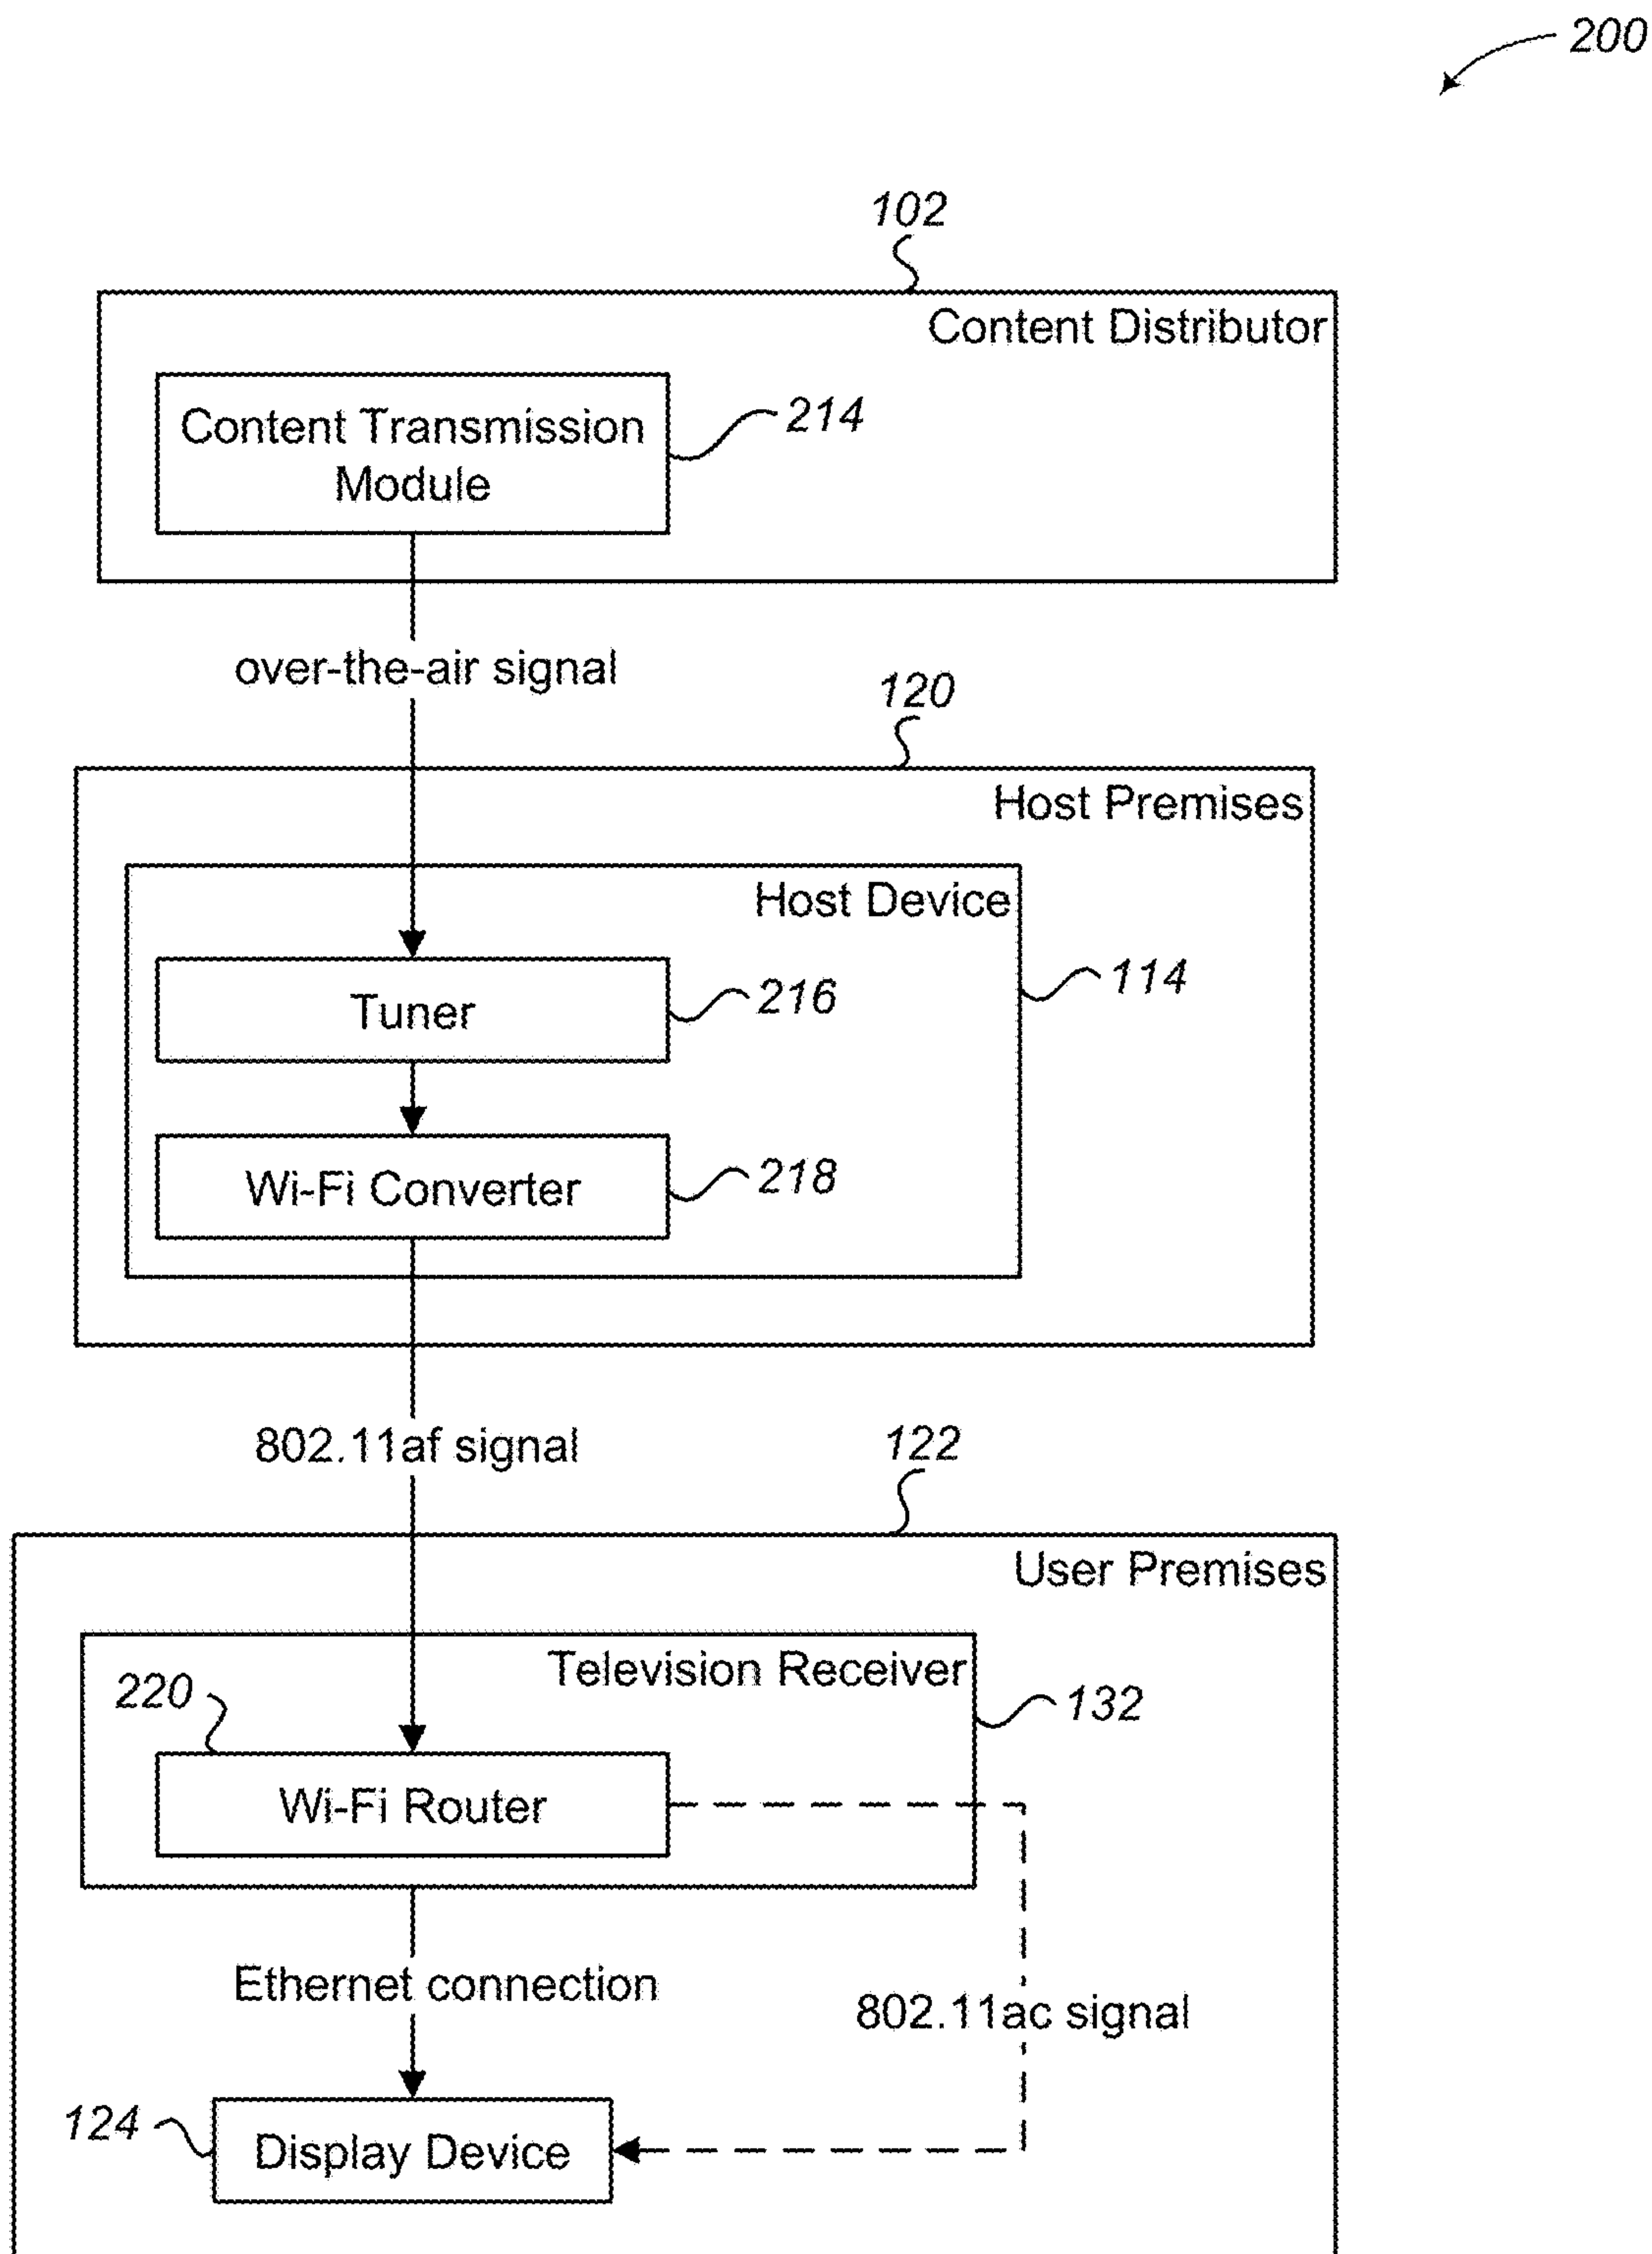 200
102
Content Distributor
Content Transmission
Module
214
over-the-air signal
120
Host Premises
Host Device
114
Tuner
216
Wi-Fi Converter
218
802.11af signal
122
User Premises
Television Receiver
220
132
Wi-Fi Router
Ethernet connection
802.11ac signal
124
Display Device